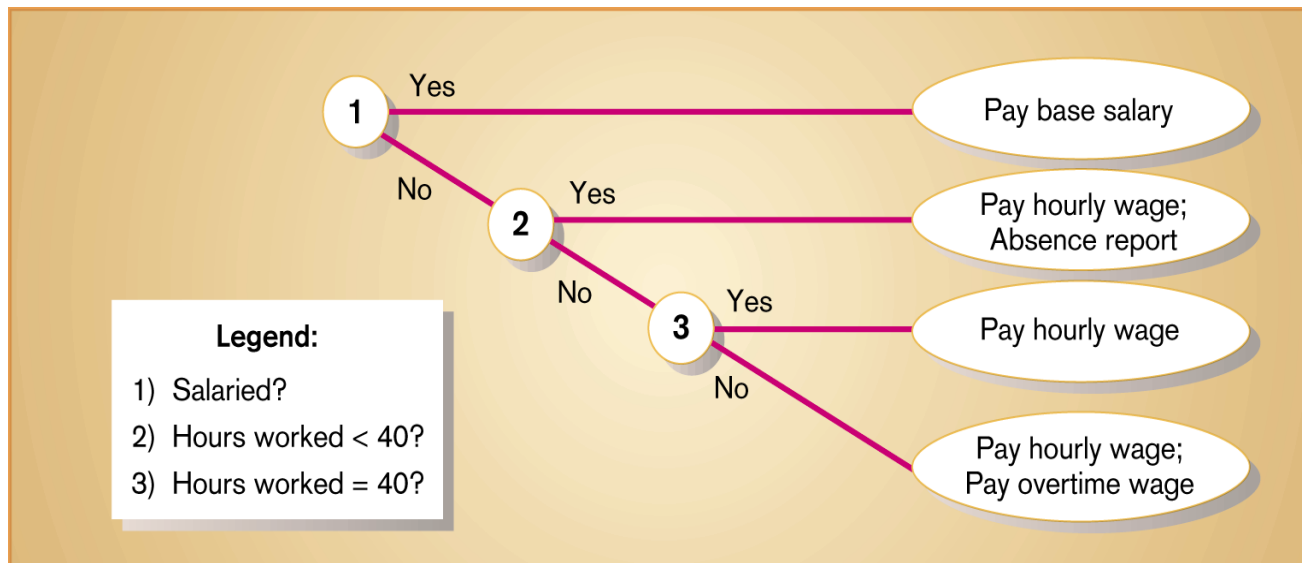 1
Yes
Pay base salary
No
2
Yes
Pay hourly wage;
Absence report
No
3
Yes
Pay hourly wage
No
Pay hourly wage;
Pay overtime wage
Legend:
1) Salaried?
2) Hours worked < 40?
3) Hours worked = 40?